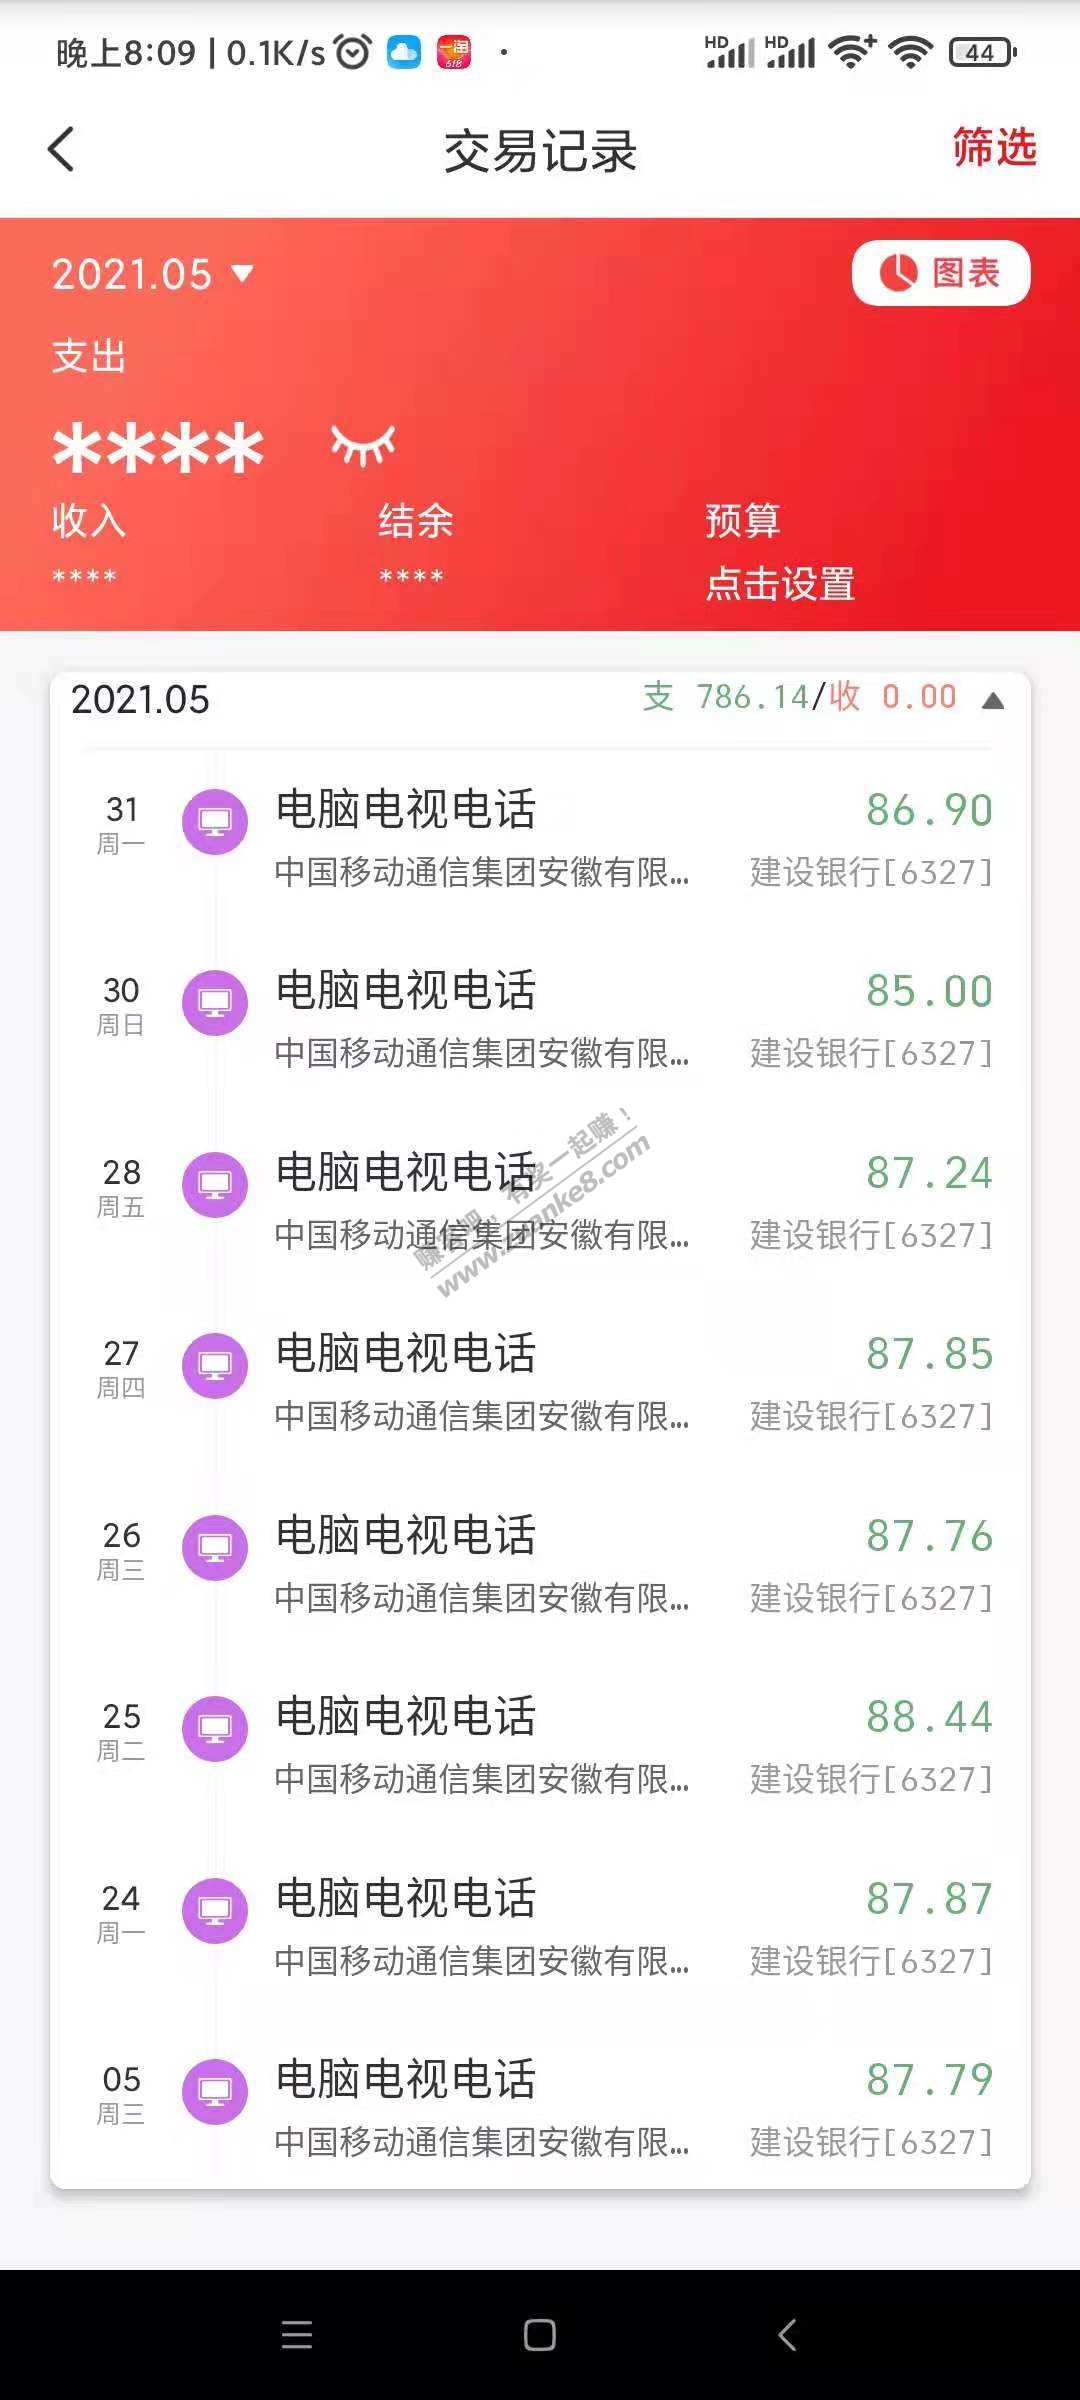 晚上8:09 | 0.1K/s
HD HD 44
交易记录
筛选
2021.05
图表
支出
****
收入 结余 预算
**** **** 点击设置
2021.05 支 786.14/收 0.00
31 电脑电视电话 86.90
周一 中国移动通信集团安徽有限... 建设银行[6327]
30 电脑电视电话 85.00
周日 中国移动通信集团安徽有限... 建设银行[6327]
28 电脑电视电话 87.24
周五 中国移动通信集团安徽有限... 建设银行[6327]
赚客吧，有奖一起赚！
www.zuanke8.com
27 电脑电视电话 87.85
周四 中国移动通信集团安徽有限... 建设银行[6327]
26 电脑电视电话 87.76
周三 中国移动通信集团安徽有限... 建设银行[6327]
25 电脑电视电话 88.44
周二 中国移动通信集团安徽有限... 建设银行[6327]
24 电脑电视电话 87.87
周一 中国移动通信集团安徽有限... 建设银行[6327]
05 电脑电视电话 87.79
周三 中国移动通信集团安徽有限... 建设银行[6327]